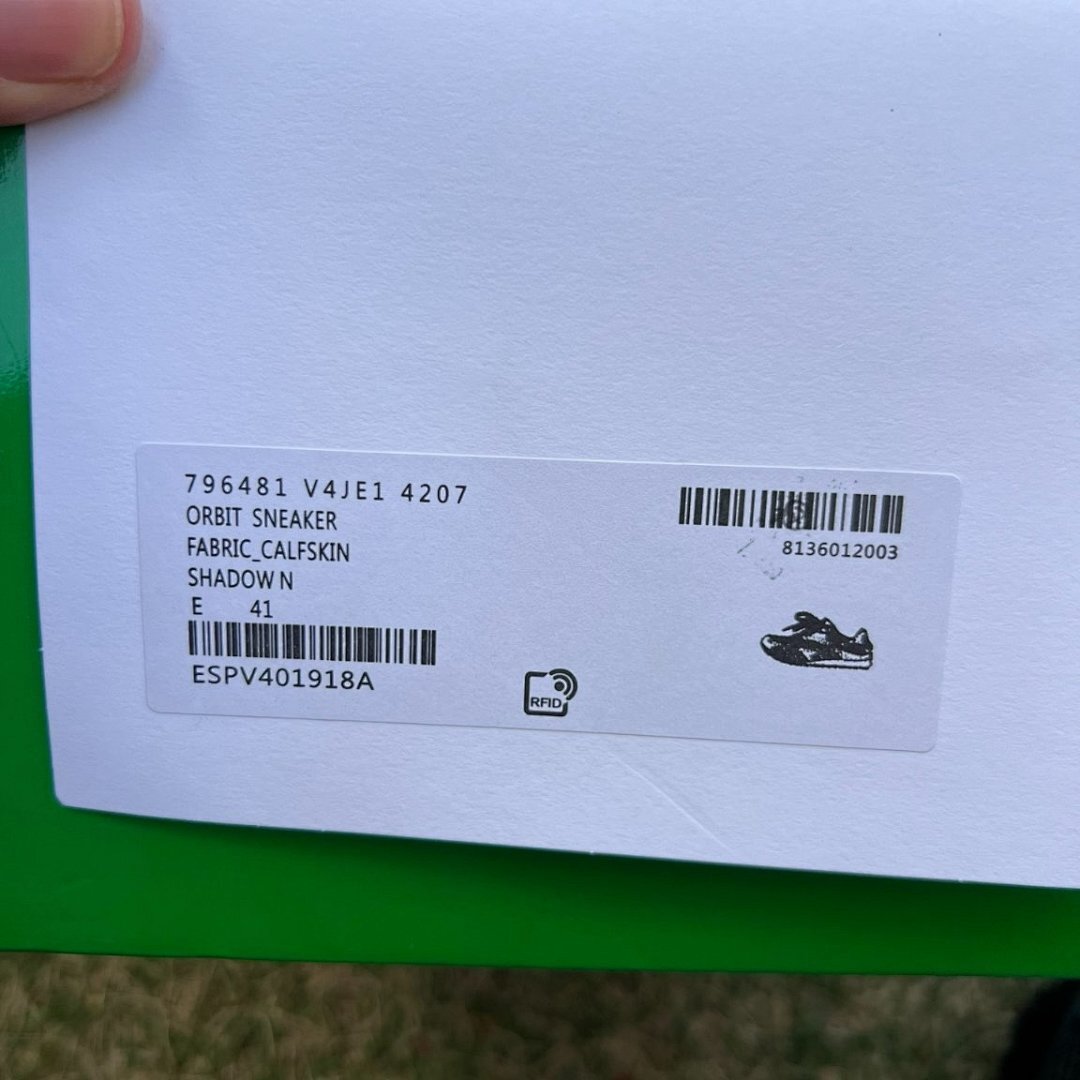 796481 V4JE1 4207
ORBIT SNEAKER
FABRIC_CALFSKIN
SHADOW N
E 41
ESPV401918A
8136012003
RFID